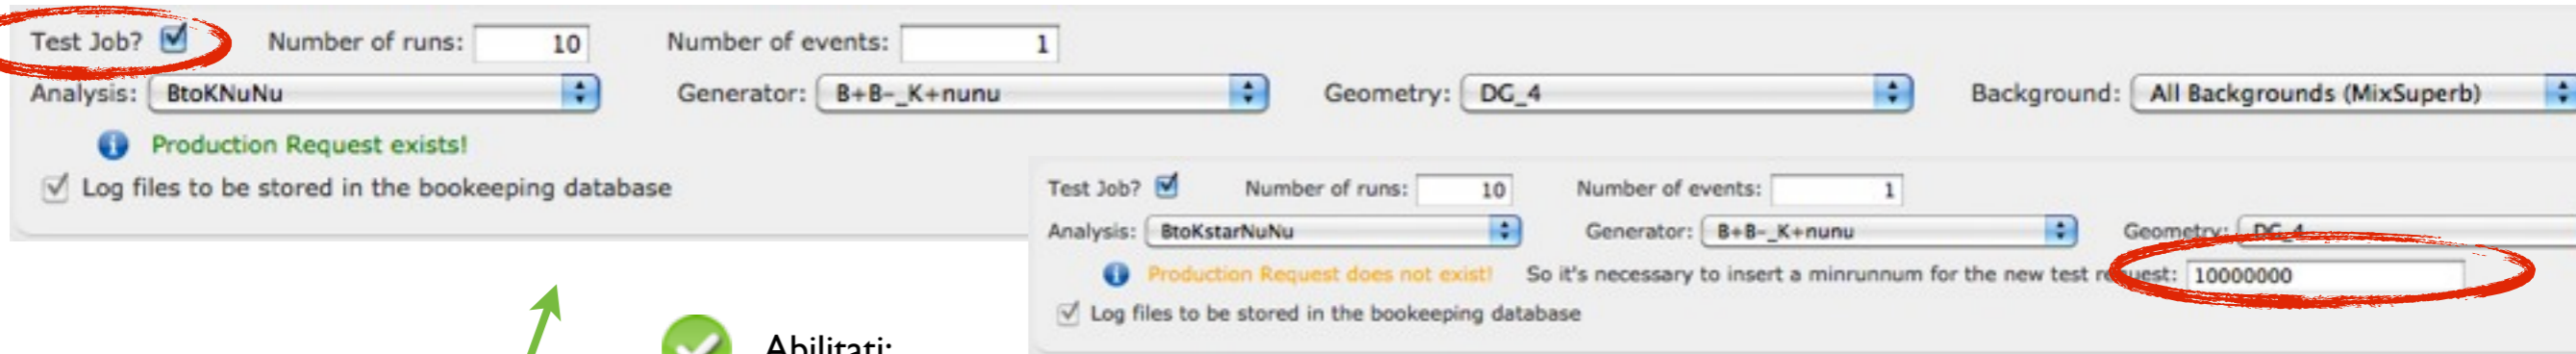 Test Job? Number of runs: 10 Number of events: 1
Analysis: BtoKNuNu Generator: B+B-_K+nunu Geometry: DG_4 Background: All Backgrounds (MixSuperb)
Production Request exists!
Log files to be stored in the bookeeping database
Test Job? Number of runs: 10 Number of events: 1
Analysis: BtoKstarNuNu Generator: B+B-_K+nunu Geometry: DG_4
Production Request does not exist! So it's necessary to insert a minrunnum for the new test request: 10000000
Log files to be stored in the bookeeping database
Abilitati: